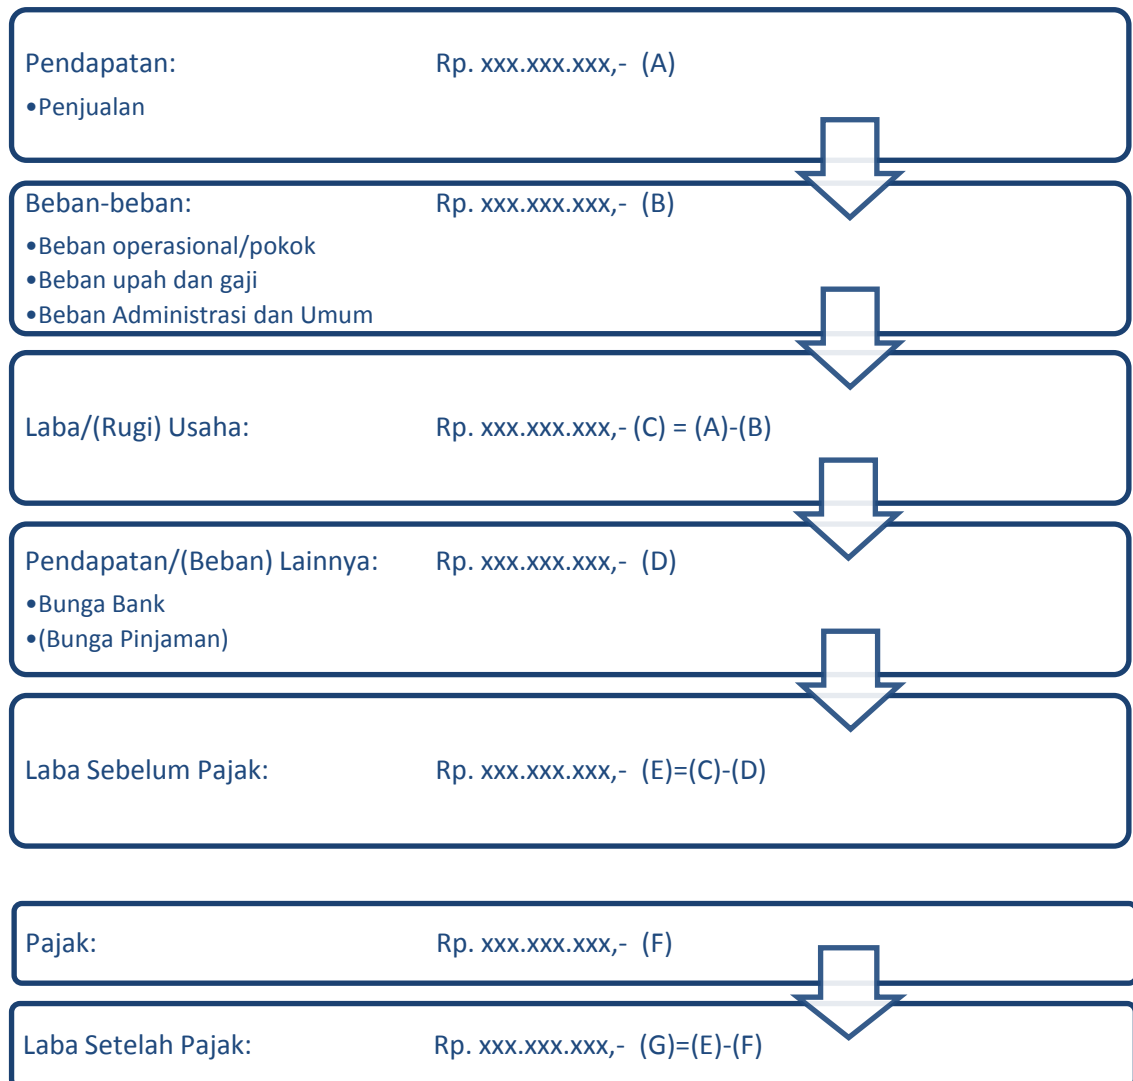 Pendapatan: Rp. xxx.xxx.xxx,- (A)
•Penjualan
Beban-beban: Rp. xxx.xxx.xxx,- (B)
•Beban operasional/pokok
•Beban upah dan gaji
•Beban Administrasi dan Umum
Laba/(Rugi) Usaha: Rp. xxx.xxx.xxx,- (C) = (A)-(B)
Pendapatan/(Beban) Lainnya: Rp. xxx.xxx.xxx,- (D)
•Bunga Bank
•(Bunga Pinjaman)
Laba Sebelum Pajak: Rp. xxx.xxx.xxx,- (E)=(C)-(D)
Pajak: Rp. xxx.xxx.xxx,- (F)
Laba Setelah Pajak: Rp. xxx.xxx.xxx,- (G)=(E)-(F)